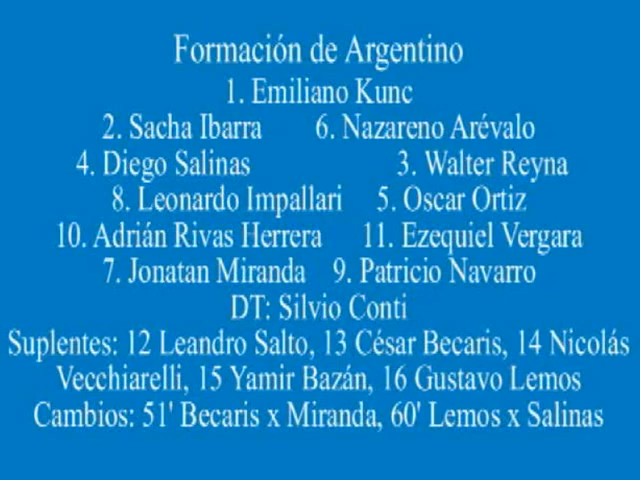 Formación de Argentino
1. Emiliano Kunc
2. Sacha Ibarra 6. Nazareno Arévalo
4. Diego Salinas 3. Walter Reyna
8. Leonardo Impallari 5. Oscar Ortiz
10. Adrián Rivas Herrera 11. Ezequiel Vergara
7. Jonatan Miranda 9. Patricio Navarro
DT: Silvio Conti
Suplentes: 12 Leandro Salto, 13 César Becaris, 14 Nicolás
Vecchiarelli, 15 Yamir Bazán, 16 Gustavo Lemos
Cambios: 51' Becaris x Miranda, 60' Lemos x Salinas